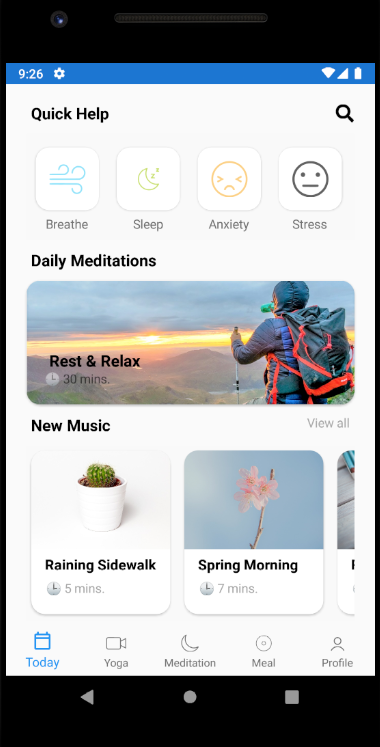 9:26
Quick Help
Breathe Sleep Anxiety Stress
Daily Meditations
Rest & Relax
30 mins.
New Music View all
Raining Sidewalk Spring Morning
5 mins. 7 mins.
Today Yoga Meditation Meal Profile